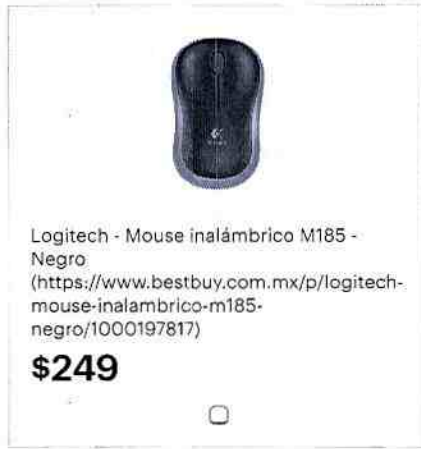 Logitech - Mouse inalámbrico M185 -
Negro
(https://www.bestbuy.com.mx/p/logitech-
mouse-inalambrico-m185-
negro/1000197817)
$249